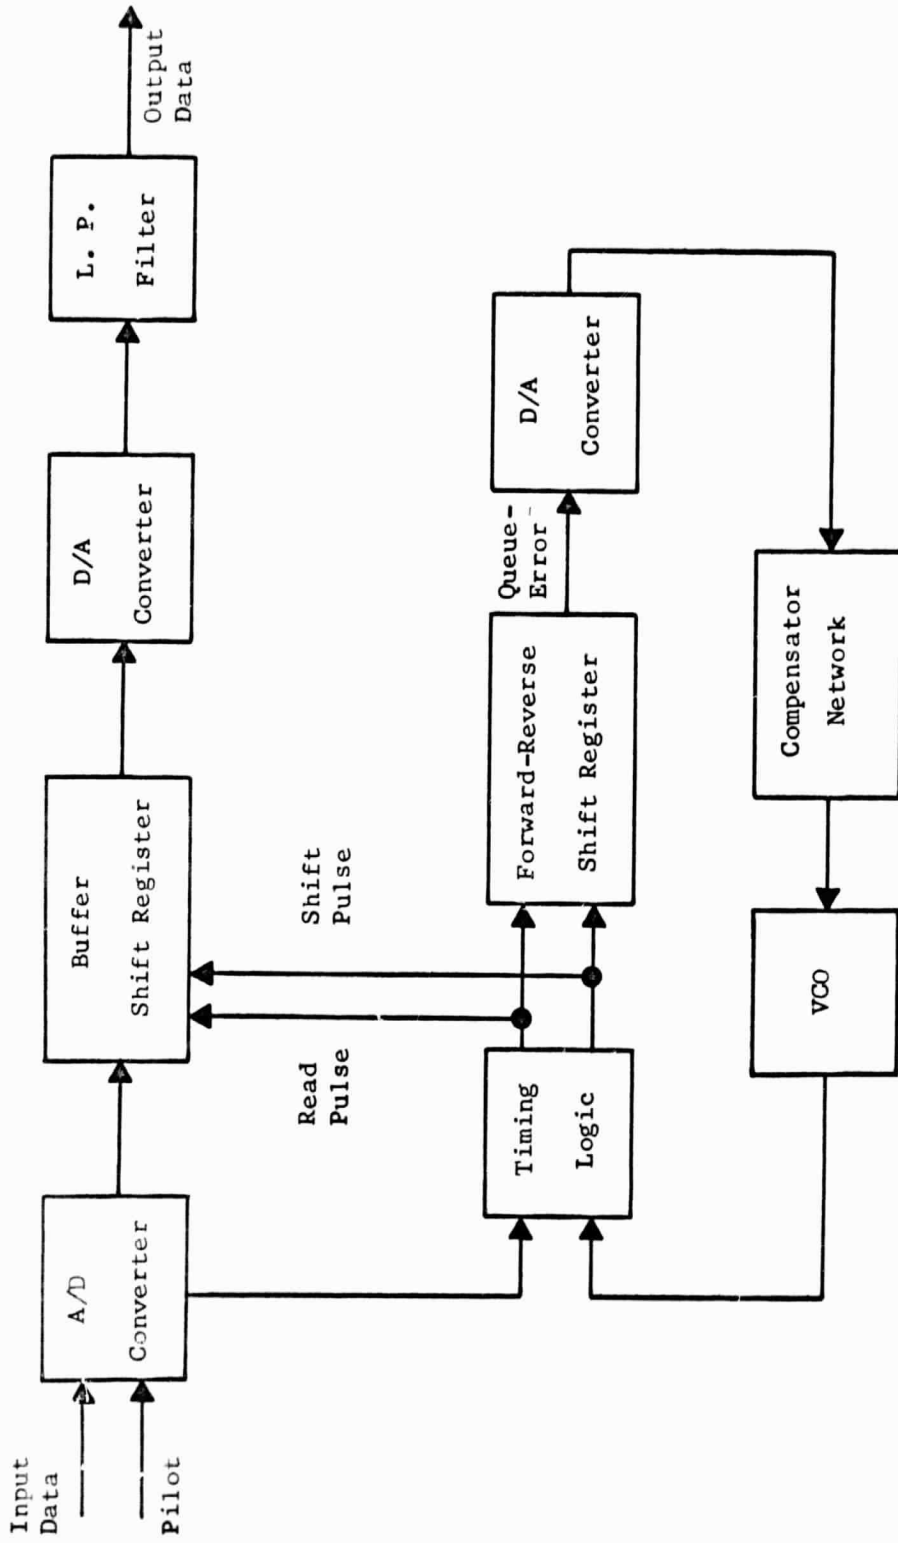 Input
Data
Pilot
A/D
Converter
Buffer
Shift Register
D/A
Converter
L. P.
Filter
Output
Data
Read
Pulse
Shift
Pulse
Timing
Logic
Forward-Reverse
Shift Register
Queue-
Error
D/A
Converter
VCO
Compensator
Network